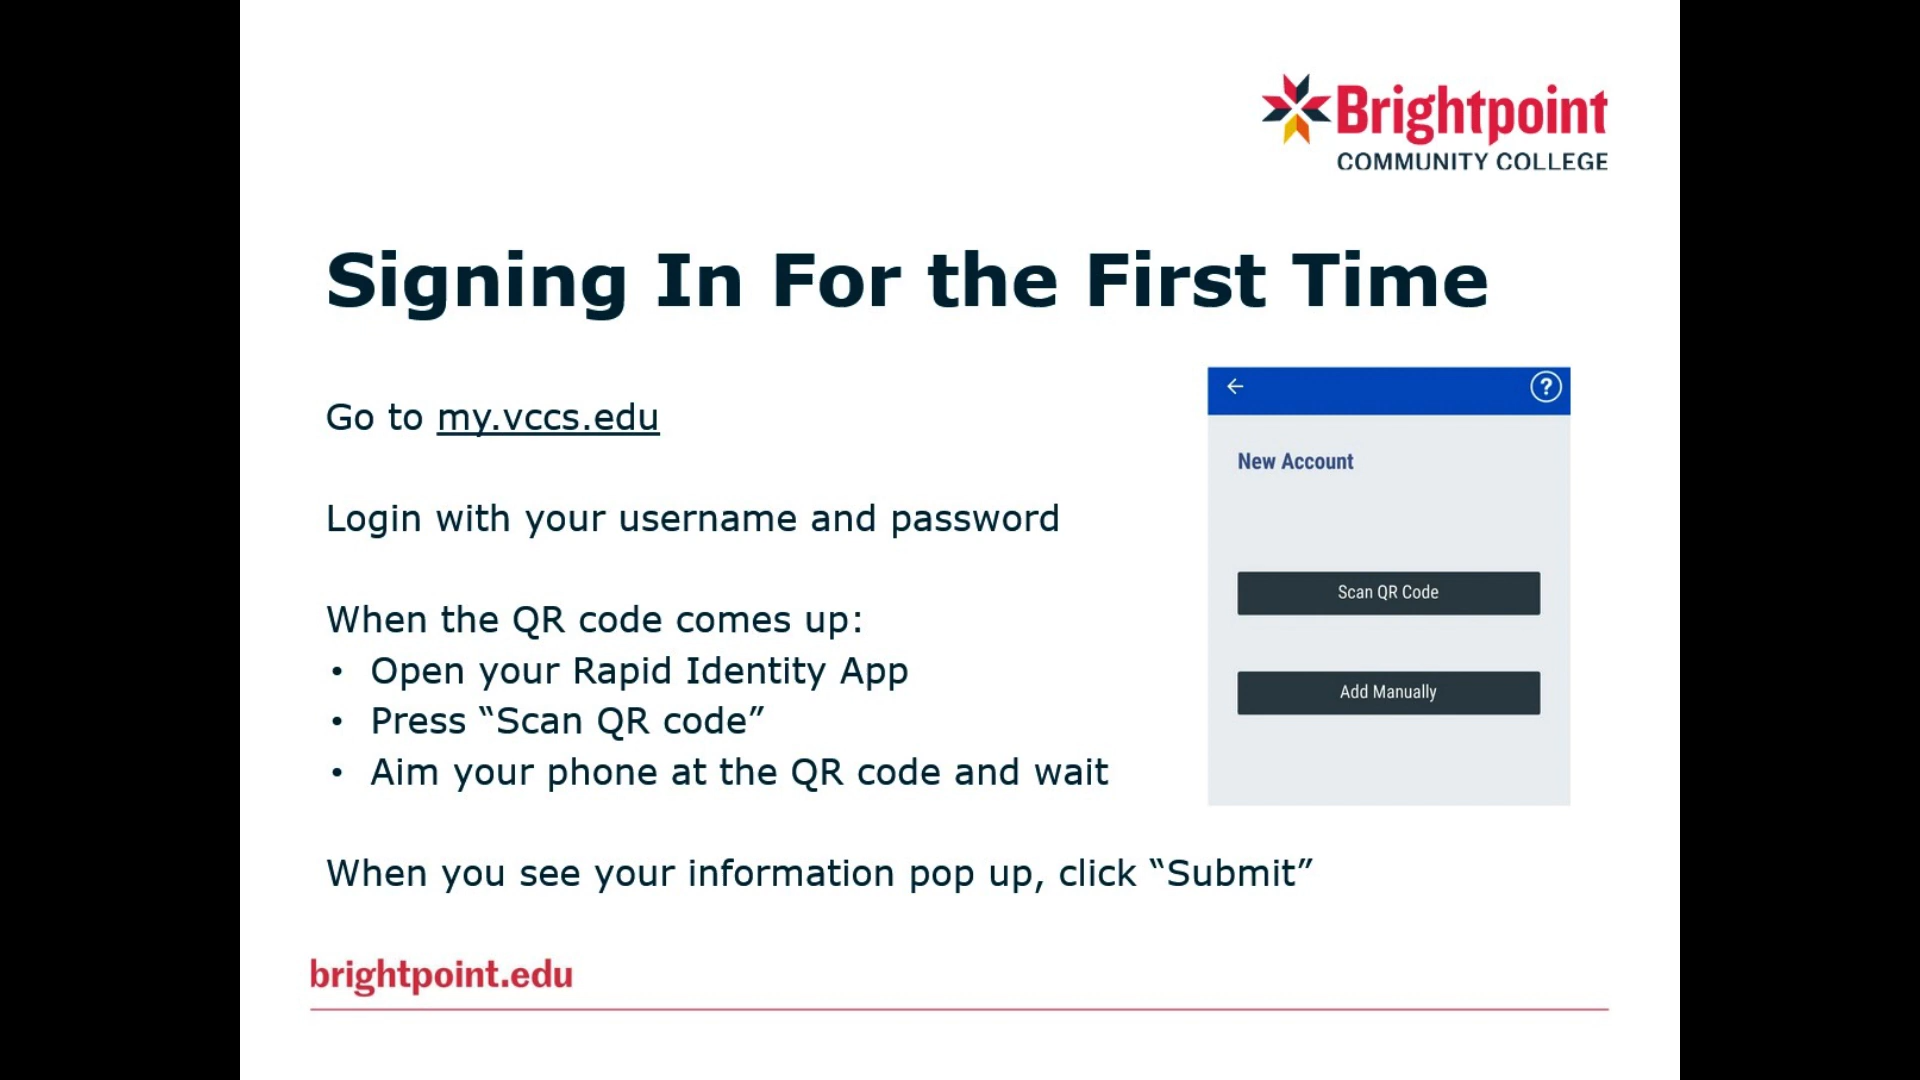 Brightpoint
COMMUNITY COLLEGE
Signing In For the First Time
Go to my.vccs.edu
Login with your username and password
When the QR code comes up:
• Open your Rapid Identity App
• Press “Scan QR code”
• Aim your phone at the QR code and wait
When you see your information pop up, click “Submit”
?
New Account
Scan QR Code
Add Manually
brightpoint.edu